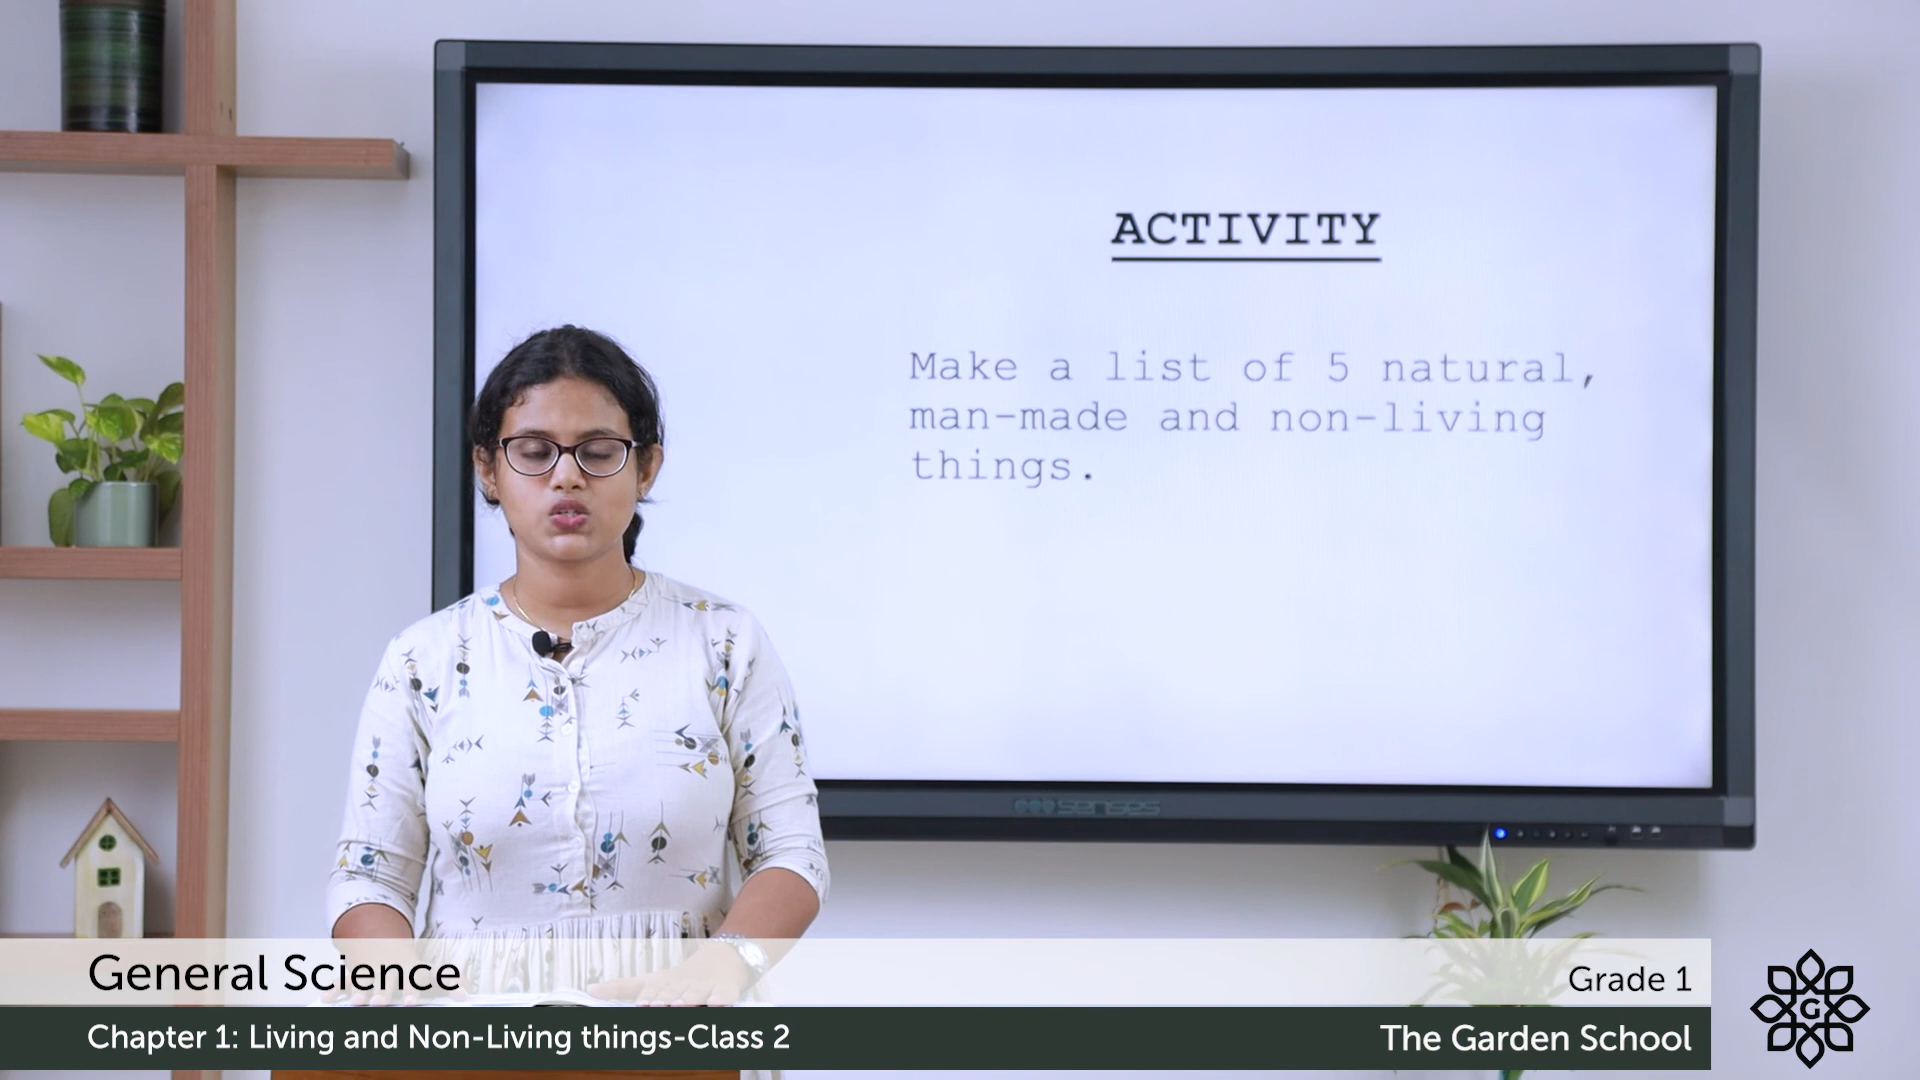 ACTIVITY
Make a list of 5 natural,
man-made and non-living
things.
senses
General Science
Grade 1
Chapter 1: Living and Non-Living things-Class 2
The Garden School
G